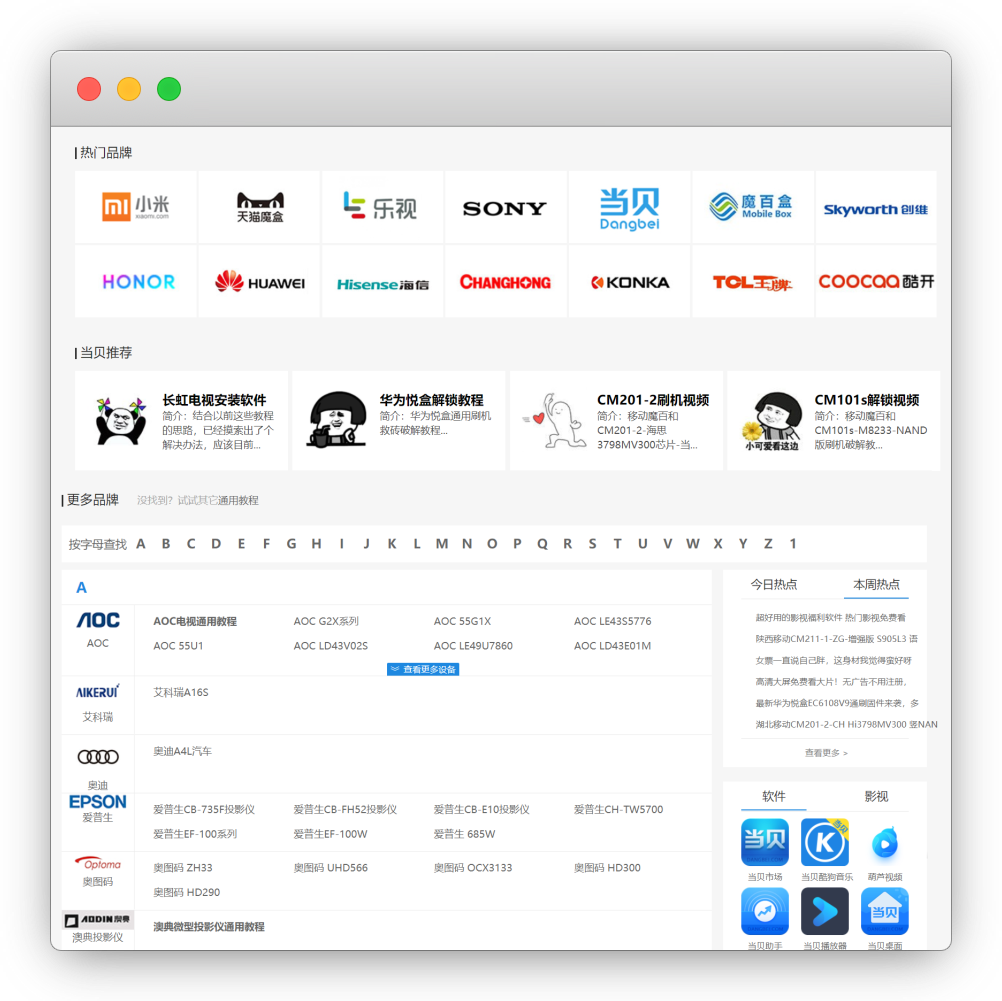 热门品牌
小米
xiaomi.com
天猫魔盒
乐视
SONY
当贝
Dangbei
魔百盒
Mobile Box
Skyworth 创维
HONOR
HUAWEI
Hisense海信
CHANGHONG
KONKA
TCL王牌
COOCAA 酷开
当贝推荐
长虹电视安装软件
简介：结合以前这些教程
的思路，已经摸索出了个
解决办法，应该目前...
华为悦盒解锁教程
简介：华为悦盒通用刷机
救砖破解教程...
CM201-2刷机视频
简介：移动魔百和
CM201-2-海思
3798MV300芯片-当...
小可爱看这边
CM101s解锁视频
简介：移动魔百和
CM101s-M8233-NAND
版刷机破解教...
更多品牌 没找到？试试其它通用教程
按字母查找 A B C D E F G H I J K L M N O P Q R S T U V W X Y Z 1
A
AOC
AOC
AOC电视通用教程 AOC G2X系列 AOC 55G1X AOC LE43S5776
AOC 55U1 AOC LD43V02S AOC LE49U7860 AOC LD43E01M
查看更多设备
AIKERUI
艾科瑞
艾科瑞A16S
奥迪
奥迪A4L汽车
EPSON
爱普生
爱普生CB-735F投影仪 爱普生CB-FH52投影仪 爱普生CB-E10投影仪 爱普生CH-TW5700
爱普生EF-100系列 爱普生EF-100W 爱普生 685W
Optoma
奥图码
奥图码 ZH33 奥图码 UHD566 奥图码 OCX3133 奥图码 HD300
奥图码 HD290
AODIN 澳典
澳典投影仪
澳典微型投影仪通用教程
今日热点 本周热点
超好用的影视福利软件 热门影视免费看
陕西移动CM211-1-ZG-增强版 S905L3 语
女票一直说自己胖，这身材我觉得蛮好呀
高清大屏免费看大片！无广告不用注册，
最新华为悦盒EC6108V9通刷固件来袭，多
湖北移动CM201-2-CH Hi3798MV300 竖NAN
查看更多 >
软件 影视
当贝
当贝
K
当贝市场 当贝酷狗音乐 葫芦视频
当贝
当贝助手 当贝播放器 当贝桌面